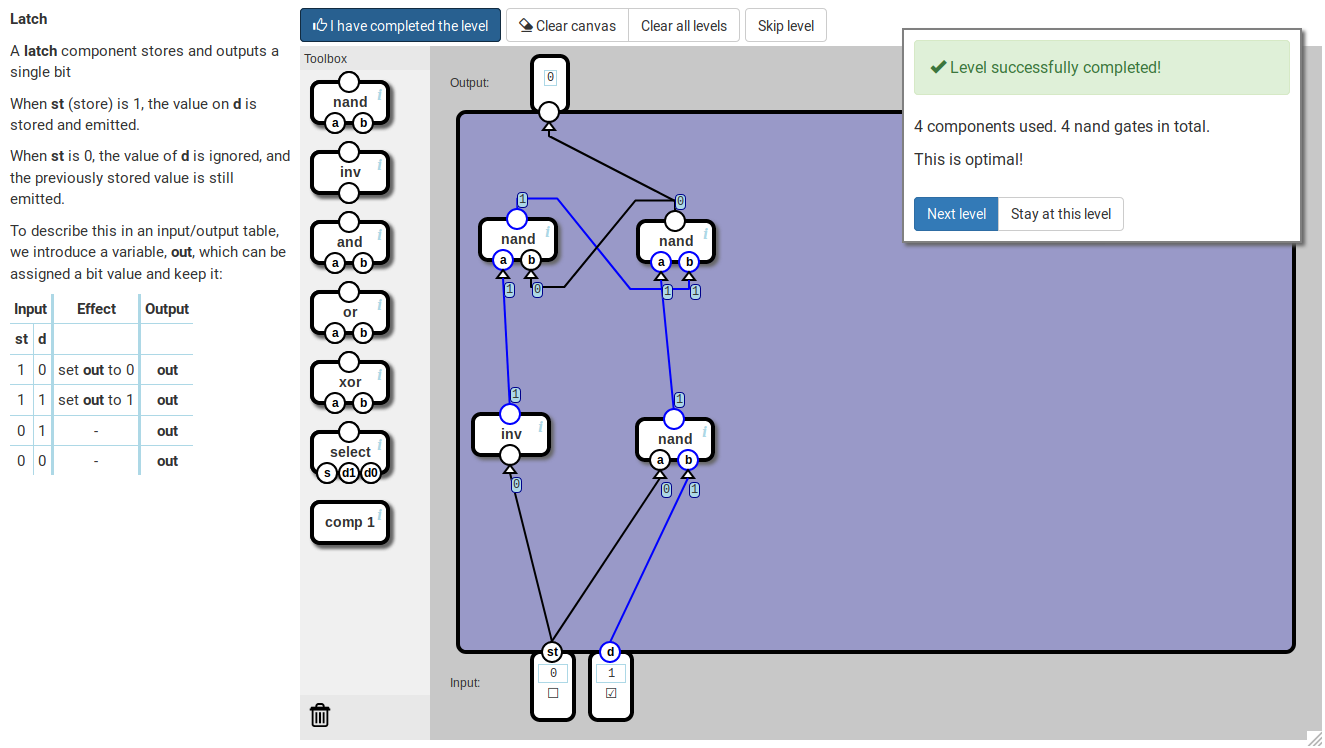 Latch
A latch component stores and outputs a
single bit
When st (store) is 1, the value on d is
stored and emitted.
When st is 0, the value of d is ignored, and
the previously stored value is still
emitted.
To describe this in an input/output table,
we introduce a variable, out, which can be
assigned a bit value and keep it:
Input Effect Output
st d
1 0 set out to 0 out
1 1 set out to 1 out
0 1 - out
0 0 - out
I have completed the level
Clear canvas
Clear all levels
Skip level
Toolbox
nand i
a b
inv i
and i
a b
or i
a b
xor i
a b
select i
s d1 d0
comp 1 i
Output:
0
1
0
nand i
a b
nand i
a b
1 0
1 1
1
1
inv i
nand i
a b
0
0 1
st d
Input:
0 1
Level successfully completed!
4 components used. 4 nand gates in total.
This is optimal!
Next level
Stay at this level